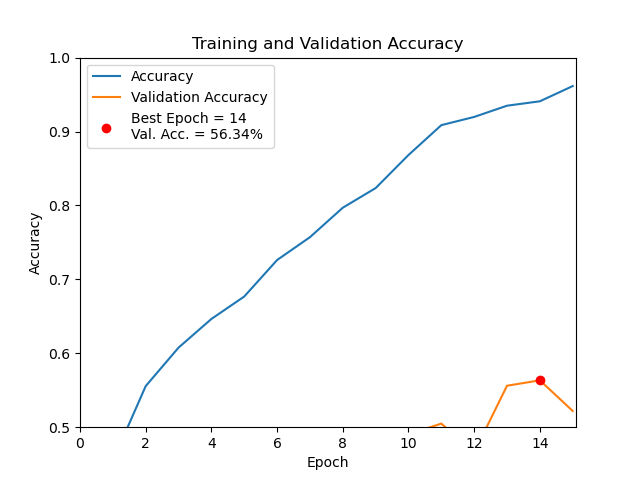 Training and Validation Accuracy
1.0
0.9
0.8
0.7
0.6
0.5
Accuracy
Accuracy
Validation Accuracy
Best Epoch = 14
Val. Acc. = 56.34%
0 2 4 6 8 10 12 14
Epoch